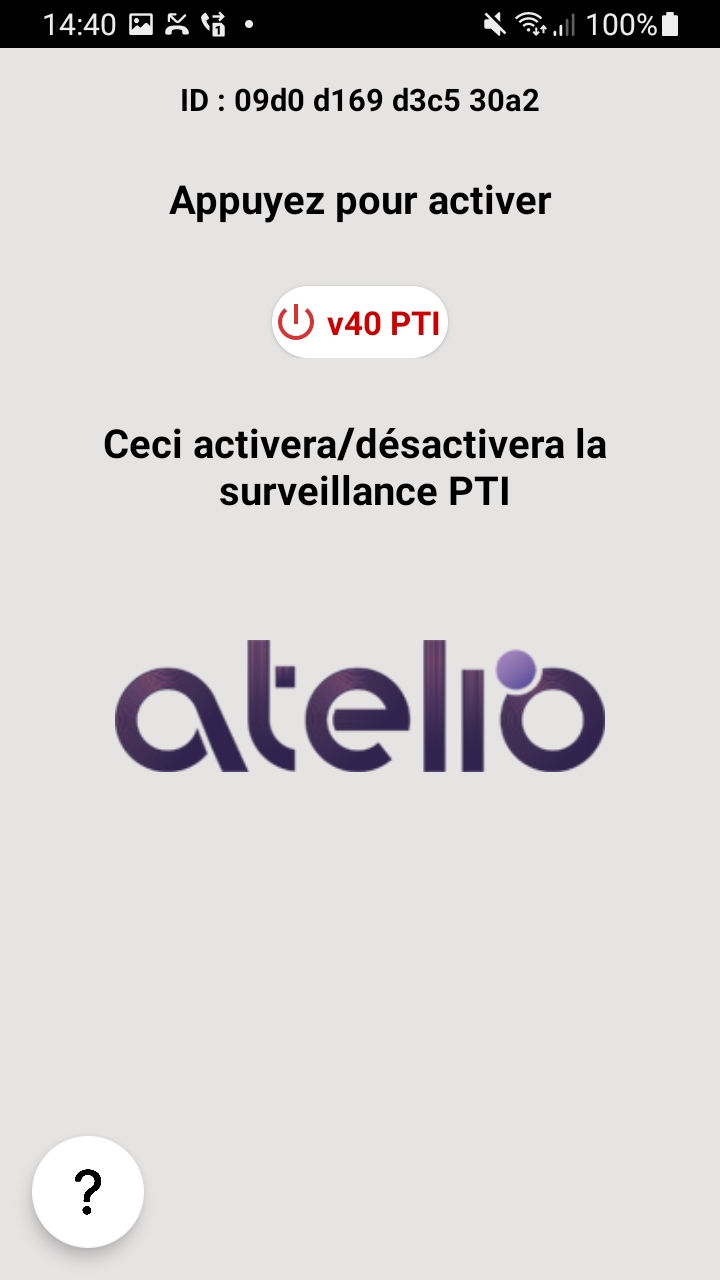 14:40
100%
ID : 09d0 d169 d3c5 30a2
Appuyez pour activer
v40 PTI
Ceci activera/désactivera la
surveillance PTI
atelio
?